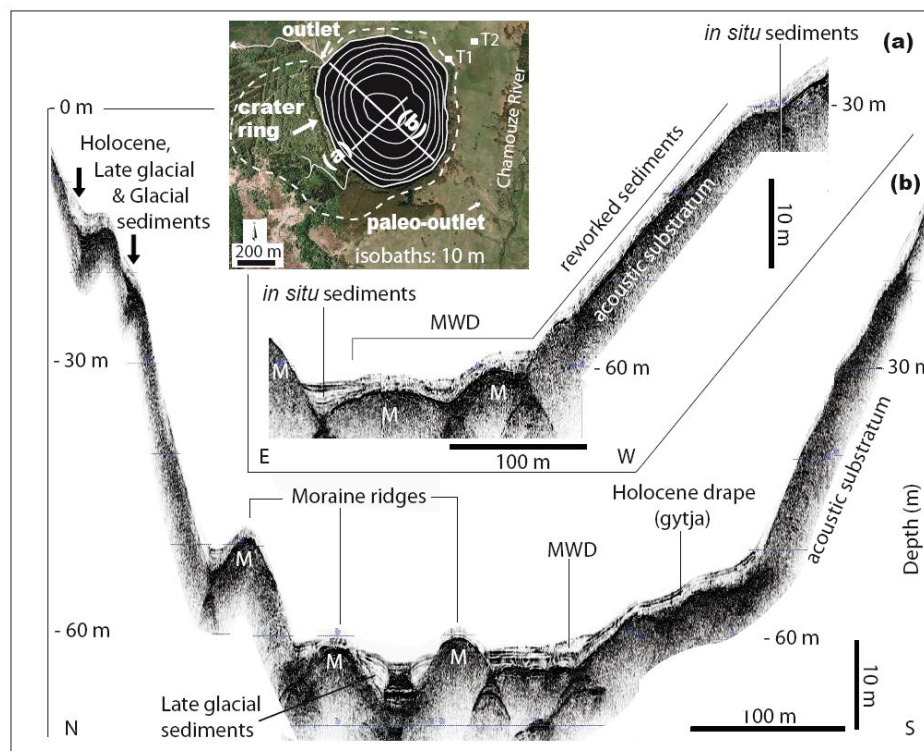 outlet
T2
T1
crater
ring
(a)
(b)
Chamouze River
paleo-outlet
200 m
isobaths: 10 m
in situ sediments
(a)
- 30 m
0 m
Holocene,
Late glacial
& Glacial
sediments
reworked sediments
acoustic substratum
10 m
(b)
in situ sediments
MWD
- 30 m
M
M
M
- 60 m
- 30 m
E
100 m
W
Moraine ridges
Holocene drape
(gytja)
acoustic substratum
Depth (m)
M
MWD
- 60 m
M
M
- 60 m
10 m
Late glacial
sediments
100 m
N
S